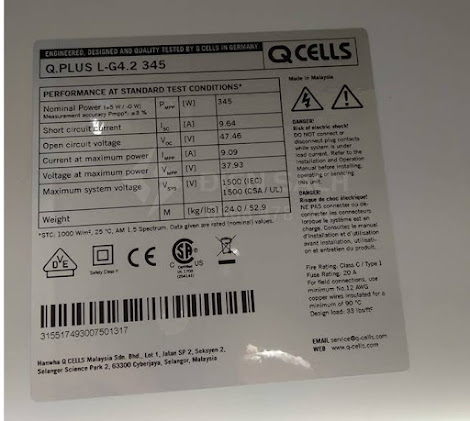 ENGINEERED, DESIGNED AND QUALITY TESTED BY Q CELLS IN GERMANY
Q CELLS
Q.PLUS L-G4.2 345
Made in Malaysia
PERFORMANCE AT STANDARD TEST CONDITIONS*
Nominal Power (+5 W / -0 W) PMPP [W] 345
Measurement accuracy Pmpp*: ±3 %
Short circuit current ISC [A] 9.64
Open circuit voltage VOC [V] 47.46
Current at maximum power IMPP [A] 9.09
Voltage at maximum power VMPP [V] 37.93
Maximum system voltage VSYS [V] 1500 (IEC)
1500 (CSA / UL)
Weight M [kg/lbs] 24.0 / 52.9
*STC: 1000 W/m², 25 °C, AM 1.5 Spectrum. Data given are rated (nominal) values.
DANGER!
Risk of electric shock!
DO NOT connect or
disconnect plug contacts
while the system is under
load current. Refer to the
Installation and Operation
Manual before installing,
operating or servicing this
unit.
DANGER!
Risque de choc électrique!
NE PAS connecter ou dé-
connecter les connecteurs
lorsque le système est en
courant. Consulter le manuel
d'installation et d'utilisation
avant d'installation et
d'utilisation.
Fire Rating: Class C / Type 1
Fuse Rating: 20 A
For field connections, use
minimum No.12 AWG
copper wires insulated for a
minimum of 90 °C
Design load: 33 lbs/ft²
VDE
Safety Class II
CE
SA
C US
Certified
UL 1703
315517493007501317
Hanwha Q CELLS Malaysia Sdn. Bhd., Lot 1, Jalan SP 2, Seksyen 2,
Selangor Science Park 2, 63300 Cyberjaya, Selangor, Malaysia
EMAIL service@q-cells.com
WEB www.q-cells.com